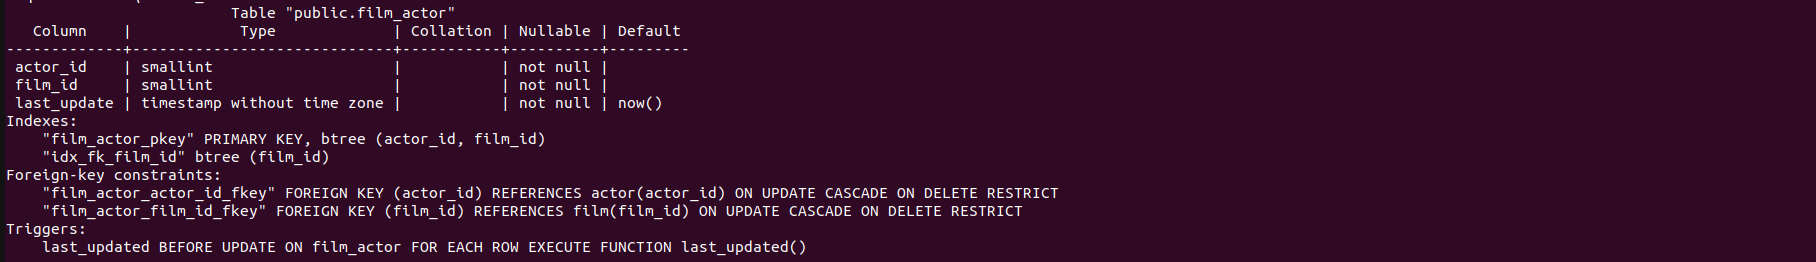 Table "public.film_actor"
Column | Type | Collation | Nullable | Default
-------------+-----------------------------+-----------+----------+---------
actor_id | smallint | | not null |
film_id | smallint | | not null |
last_update | timestamp without time zone | | not null | now()
Indexes:
"film_actor_pkey" PRIMARY KEY, btree (actor_id, film_id)
"idx_fk_film_id" btree (film_id)
Foreign-key constraints:
"film_actor_actor_id_fkey" FOREIGN KEY (actor_id) REFERENCES actor(actor_id) ON UPDATE CASCADE ON DELETE RESTRICT
"film_actor_film_id_fkey" FOREIGN KEY (film_id) REFERENCES film(film_id) ON UPDATE CASCADE ON DELETE RESTRICT
Triggers:
last_updated BEFORE UPDATE ON film_actor FOR EACH ROW EXECUTE FUNCTION last_updated()